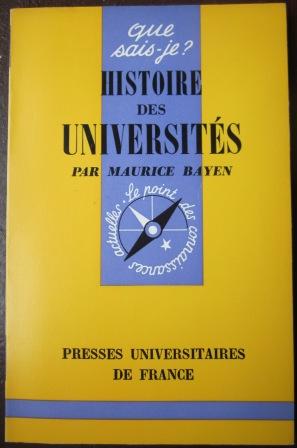 que
sais-je?
HISTOIRE
DES
UNIVERSITÉS
PAR MAURICE BAYEN
Le point des connaissances actuelles
PRESSES UNIVERSITAIRES
DE FRANCE